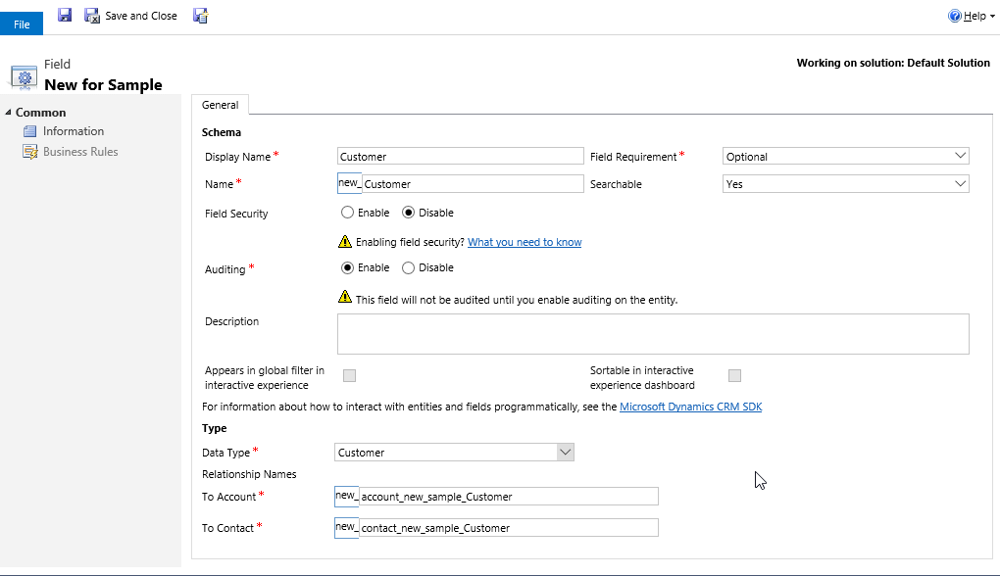 File
Save and Close
Help
Field
New for Sample
Working on solution: Default Solution
Common
Information
Business Rules
General
Schema
Display Name *
Customer
Field Requirement *
Optional
Name *
new_ Customer
Searchable
Yes
Field Security
Enable Disable
Enabling field security? What you need to know
Auditing *
Enable Disable
This field will not be audited until you enable auditing on the entity.
Description
Appears in global filter in
interactive experience
Sortable in interactive
experience dashboard
For information about how to interact with entities and fields programmatically, see the Microsoft Dynamics CRM SDK
Type
Data Type *
Customer
Relationship Names
To Account *
new_ account_new_sample_Customer
To Contact *
new_ contact_new_sample_Customer